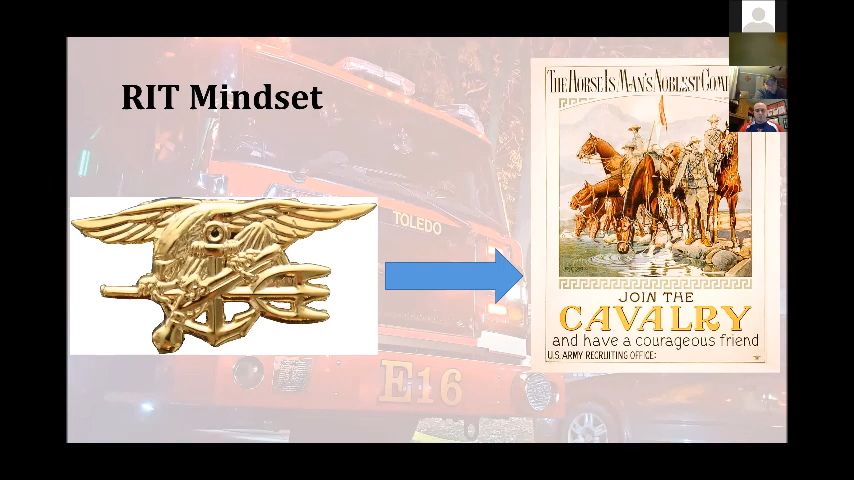 RIT Mindset
THE HORSE IS MAN'S NOBLEST
TOLEDO
E16
JOIN THE
CAVALRY
and have a courageous friend
U.S. ARMY RECRUITING OFFICE: